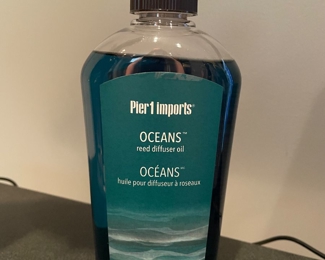 Pier 1 imports®
OCEANS™
reed diffuser oil
OCÉANS™
huile pour diffuseur à roseaux